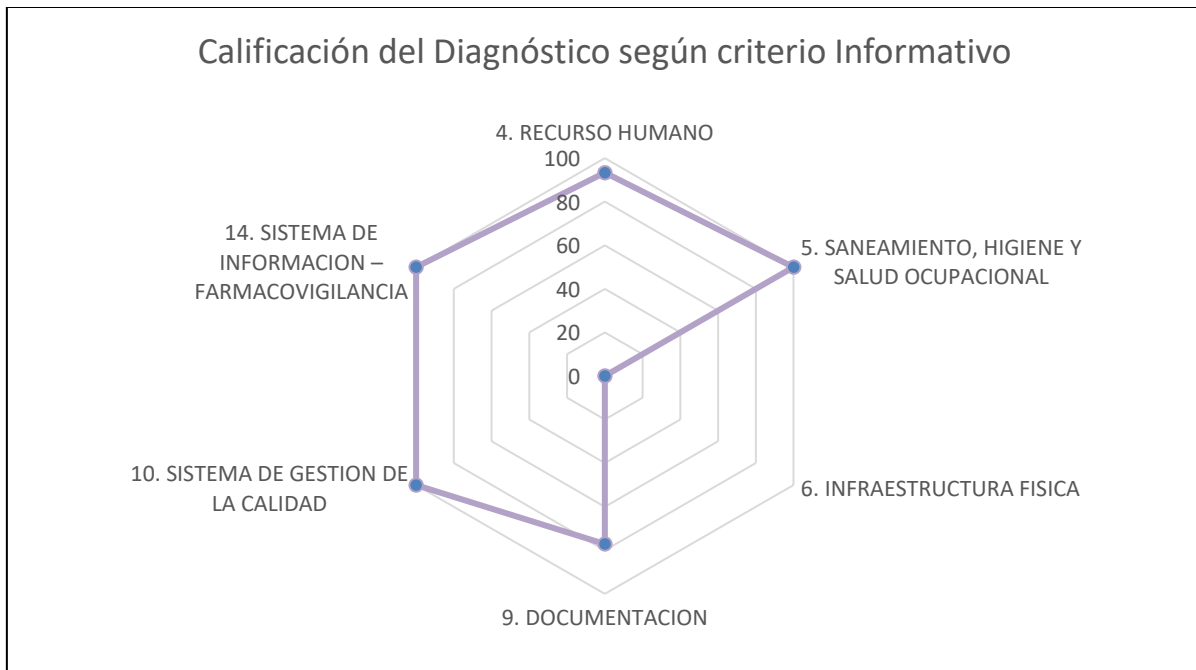 Calificación del Diagnóstico según criterio Informativo
4. RECURSO HUMANO
100
80
60
40
20
0
5. SANEAMIENTO, HIGIENE Y
SALUD OCUPACIONAL
6. INFRAESTRUCTURA FISICA
9. DOCUMENTACION
10. SISTEMA DE GESTION DE
LA CALIDAD
14. SISTEMA DE
INFORMACION –
FARMACOVIGILANCIA